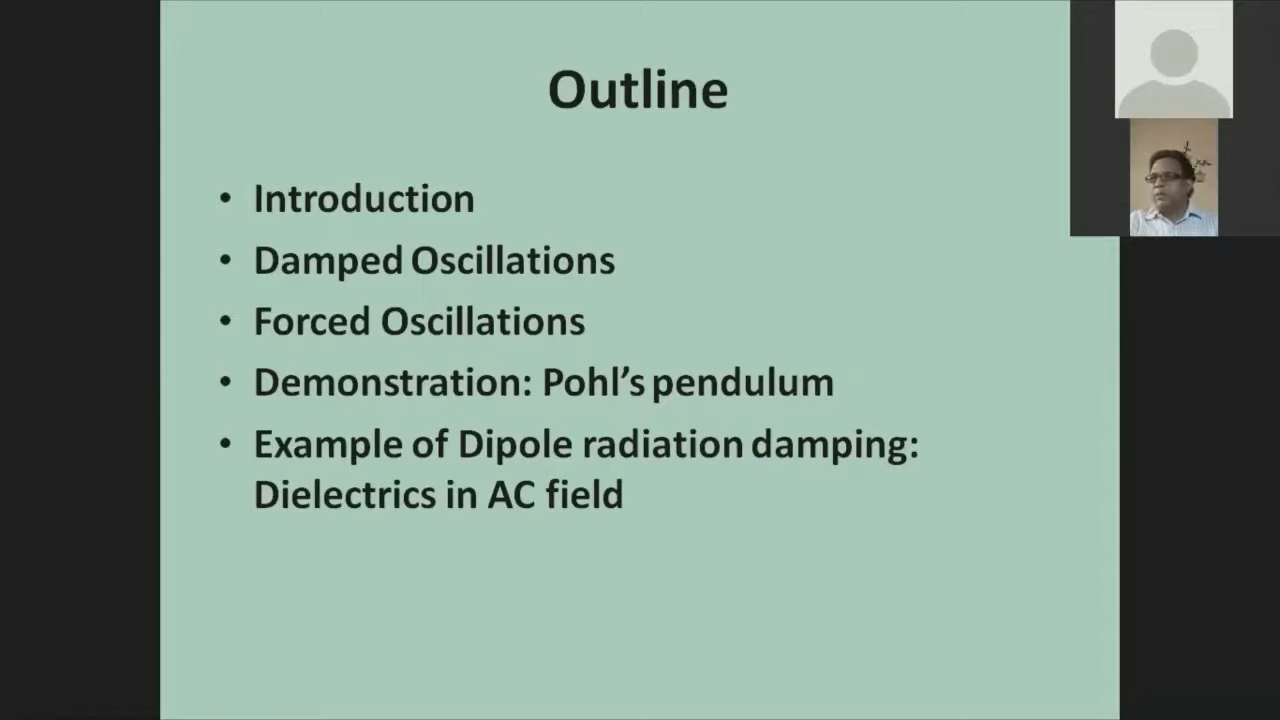 Outline
• Introduction
• Damped Oscillations
• Forced Oscillations
• Demonstration: Pohl’s pendulum
• Example of Dipole radiation damping:
Dielectrics in AC field